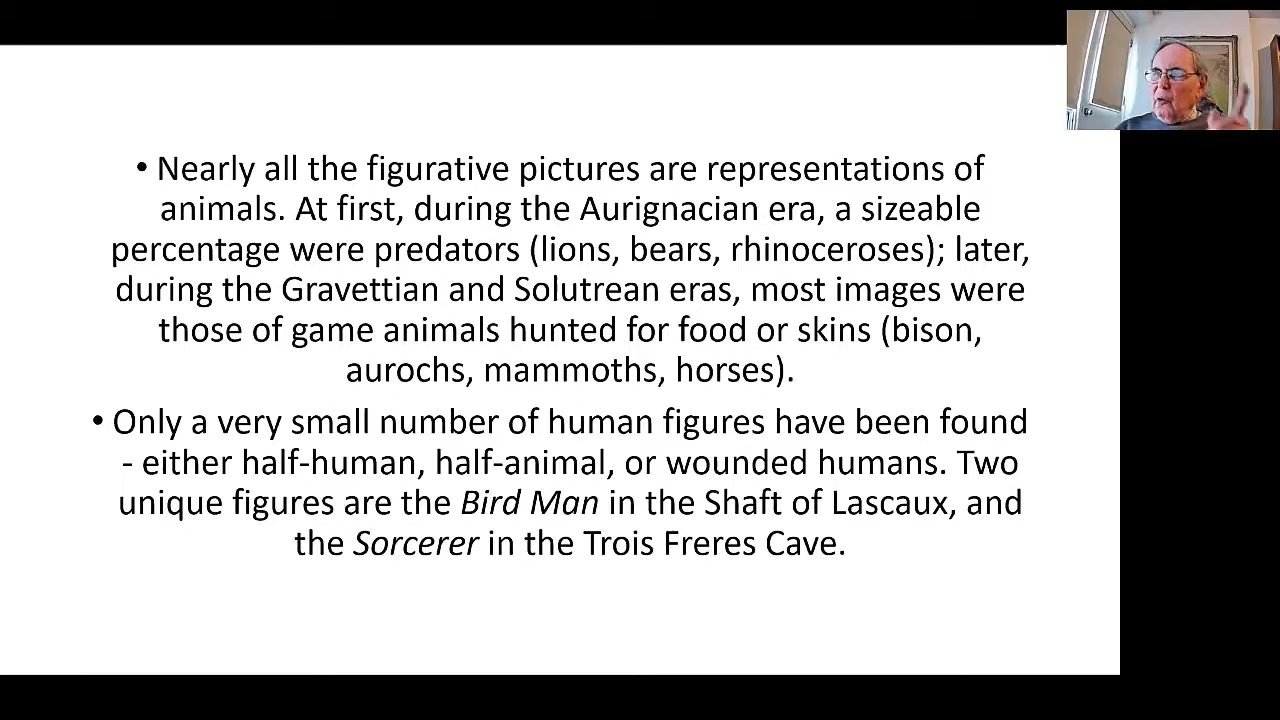 • Nearly all the figurative pictures are representations of
animals. At first, during the Aurignacian era, a sizeable
percentage were predators (lions, bears, rhinoceroses); later,
during the Gravettian and Solutrean eras, most images were
those of game animals hunted for food or skins (bison,
aurochs, mammoths, horses).
• Only a very small number of human figures have been found
- either half-human, half-animal, or wounded humans. Two
unique figures are the Bird Man in the Shaft of Lascaux, and
the Sorcerer in the Trois Freres Cave.